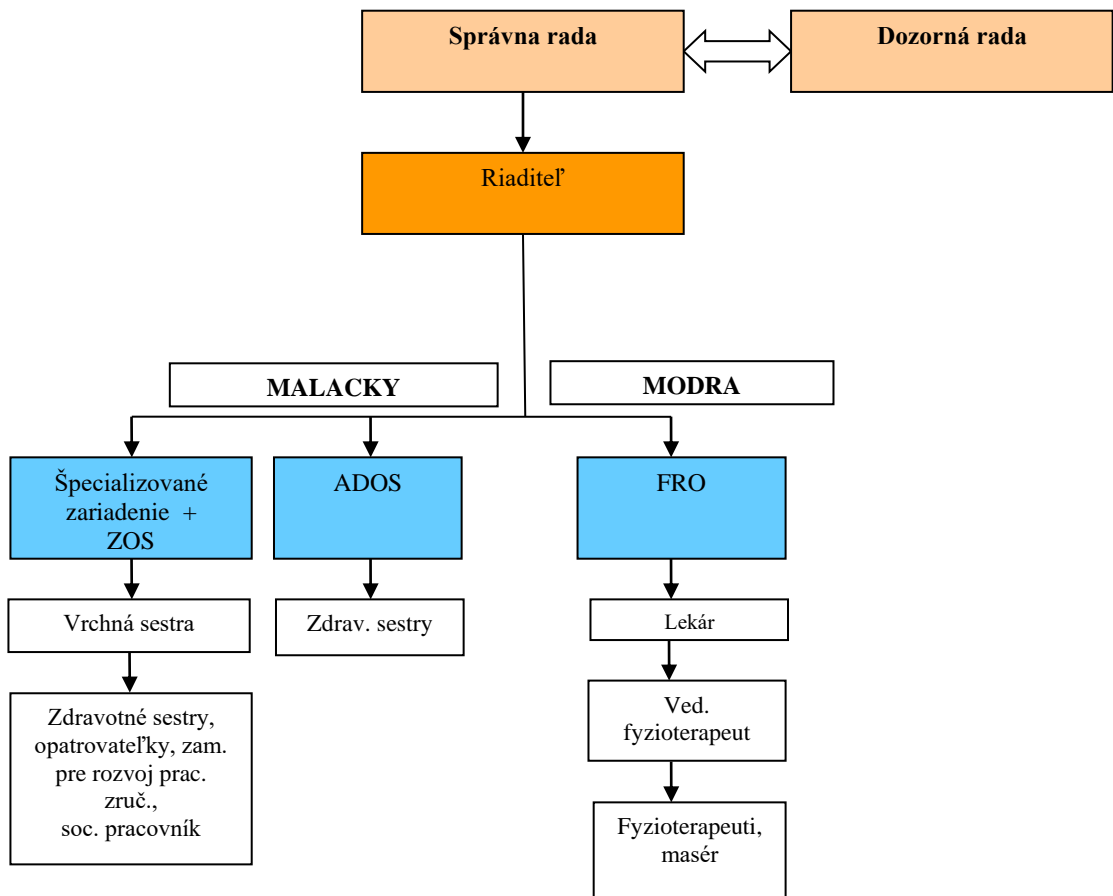 Správna rada
Dozorná rada
Riaditeľ
MALACKY
MODRA
Špecializované
zariadenie +
ZOS
ADOS
FRO
Vrchná sestra
Zdrav. sestry
Lekár
Zdravotné sestry,
opatrovateľky, zam.
pre rozvoj prac.
zruč.,
soc. pracovník
Ved.
fyzioterapeut
Fyzioterapeuti,
masér